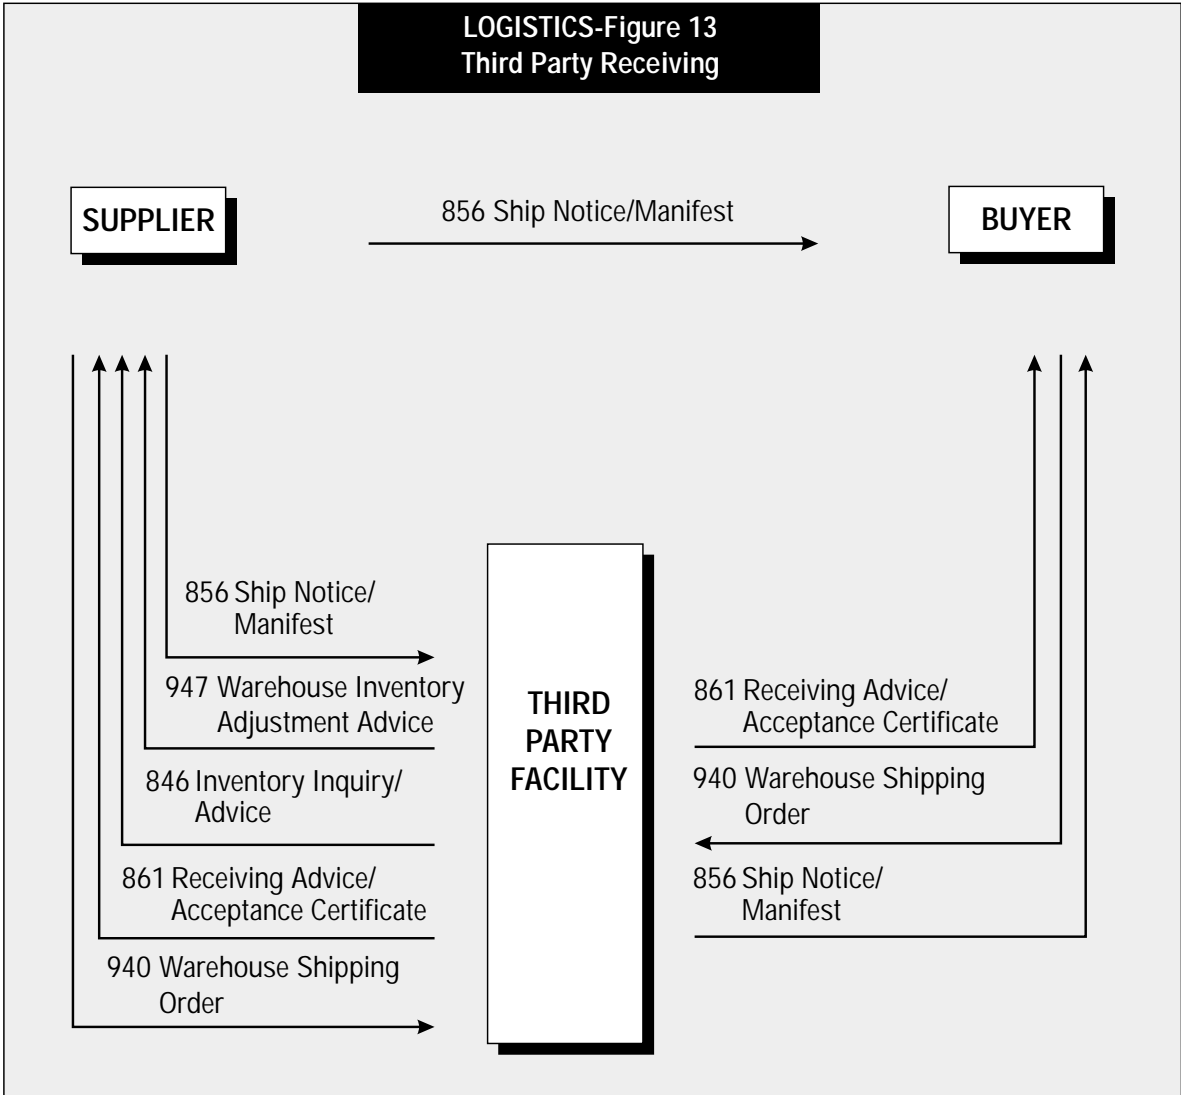 LOGISTICS-Figure 13
Third Party Receiving
SUPPLIER
856 Ship Notice/Manifest
BUYER
856 Ship Notice/
Manifest
947 Warehouse Inventory
Adjustment Advice
846 Inventory Inquiry/
Advice
861 Receiving Advice/
Acceptance Certificate
940 Warehouse Shipping
Order
THIRD
PARTY
FACILITY
861 Receiving Advice/
Acceptance Certificate
940 Warehouse Shipping
Order
856 Ship Notice/
Manifest